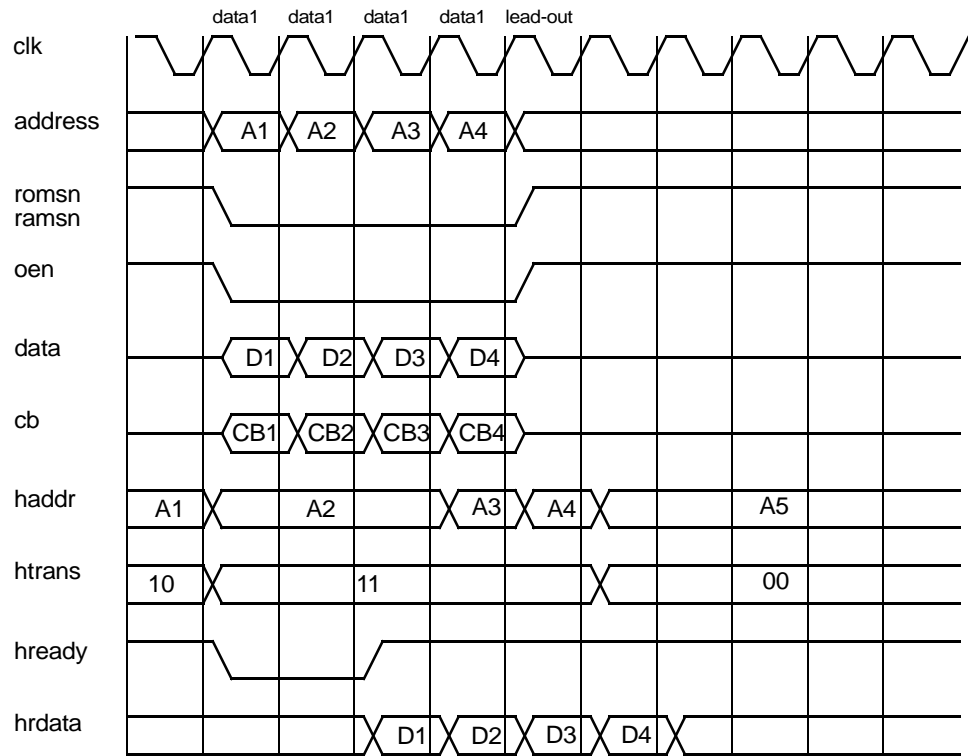 data1 data1 data1 data1 lead-out
clk
address A1 A2 A3 A4
romsn
ramsn
oen
data D1 D2 D3 D4
cb CB1 CB2 CB3 CB4
haddr A1 A2 A3 A4 A5
htrans 10 11 00
hready
hrdata D1 D2 D3 D4